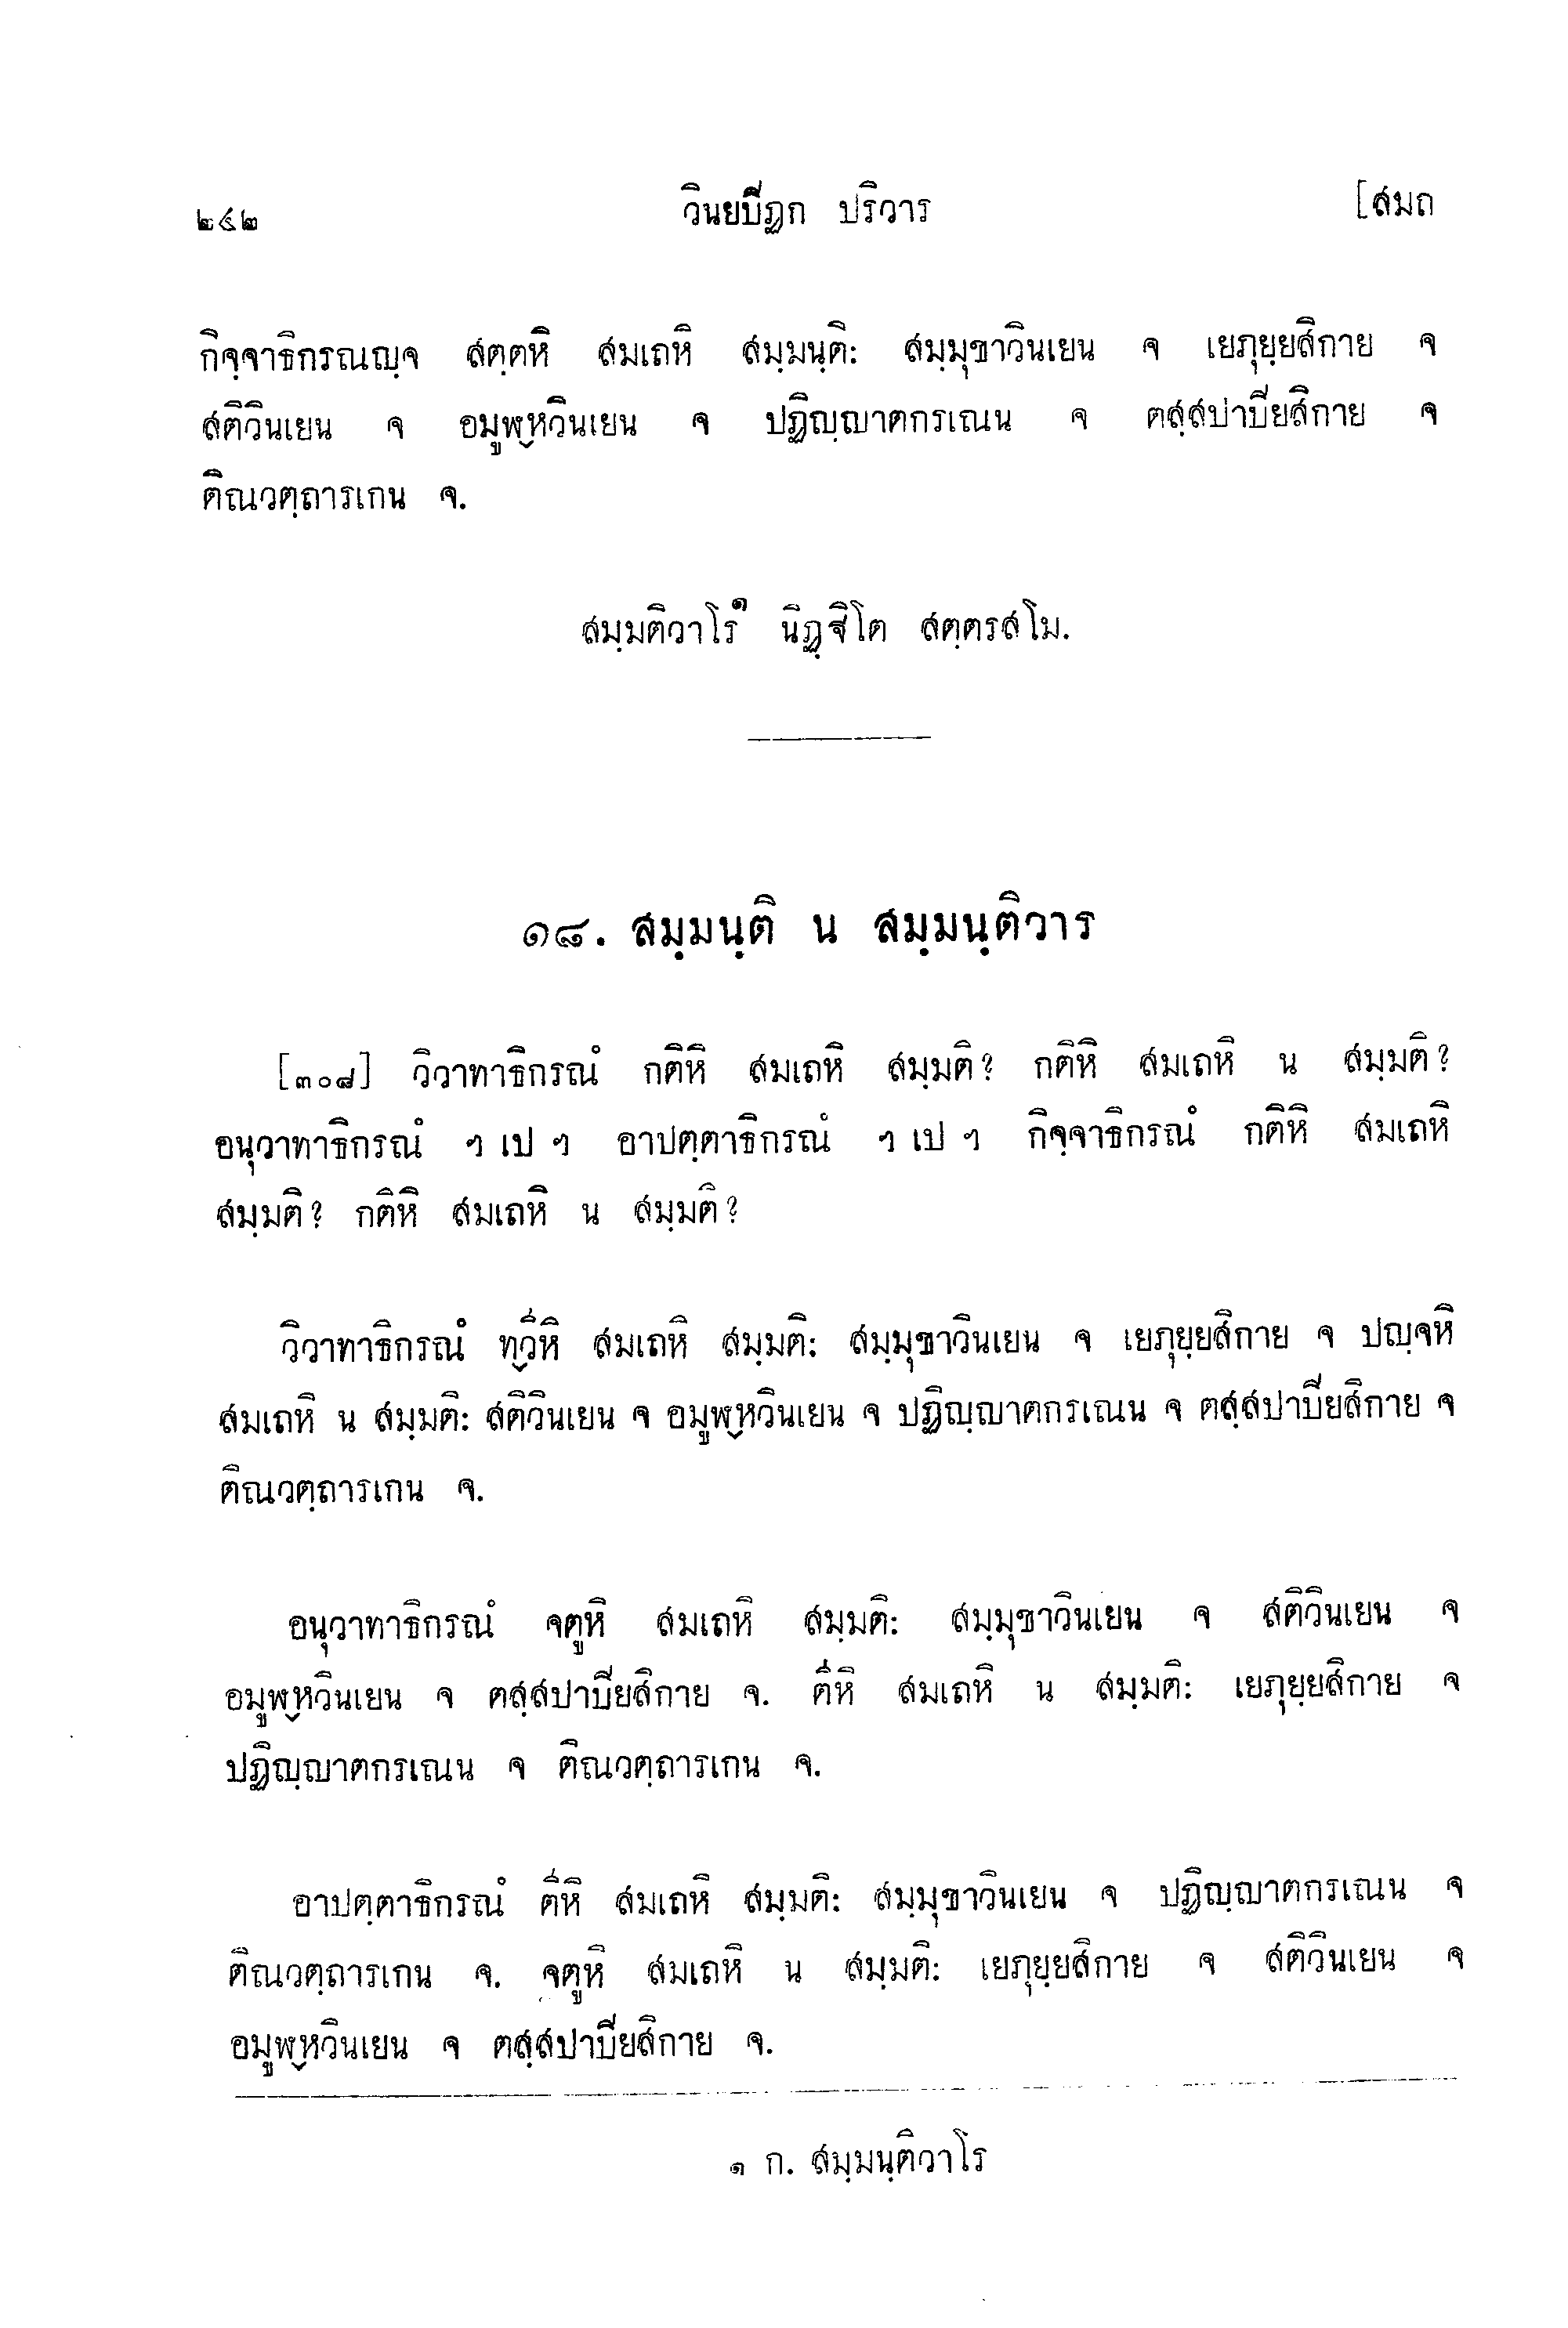 ๒๔๒ วินยปิฏก ปริวาร [สมถ
กิจฺจาธิกรณญฺจ สตฺตหิ สมเถหิ สมฺมนฺติ: สมฺมุขาวินเยน จ เยภุยฺยสิกาย จ
สติวินเยน จ อมูฬฺหวินเยน จ ปฏิญฺญาตกรเณน จ ตสฺสปาปิยสิกาย จ
ติณวตฺถารเกน จ.
สมฺมติวาโร๑ นิฏฺฐิโต สตฺตรสโม.
๑๘. สมฺมนฺติ น สมฺมนฺติวาร
[๓๐๘] วิวาทาธิกรณํ กติหิ สมเถหิ สมฺมติ? กติหิ สมเถหิ น สมฺมติ?
อนุวาทาธิกรณํ ฯ เป ฯ อาปตฺตาธิกรณํ ฯ เป ฯ กิจฺจาธิกรณํ กติหิ สมเถหิ
สมฺมติ? กติหิ สมเถหิ น สมฺมติ?
วิวาทาธิกรณํ ทฺวีหิ สมเถหิ สมฺมติ: สมฺมุขาวินเยน จ เยภุยฺยสิกาย จ ปญฺจหิ
สมเถหิ น สมฺมติ: สติวินเยน จ อมูฬฺหวินเยน จ ปฏิญฺญาตกรเณน จ ตสฺสปาปิยสิกาย จ
ติณวตฺถารเกน จ.
อนุวาทาธิกรณํ จตูหิ สมเถหิ สมฺมติ: สมฺมุขาวินเยน จ สติวินเยน จ
อมูฬฺหวินเยน จ ตสฺสปาปิยสิกาย จ. ตีหิ สมเถหิ น สมฺมติ: เยภุยฺยสิกาย จ
ปฏิญฺญาตกรเณน จ ติณวตฺถารเกน จ.
อาปตฺตาธิกรณํ ตีหิ สมเถหิ สมฺมติ: สมฺมุขาวินเยน จ ปฏิญฺญาตกรเณน จ
ติณวตฺถารเกน จ. จตูหิ สมเถหิ น สมฺมติ: เยภุยฺยสิกาย จ สติวินเยน จ
อมูฬฺหวินเยน จ ตสฺสปาปิยสิกาย จ.
๑ ก. สมฺมนฺติวาโร